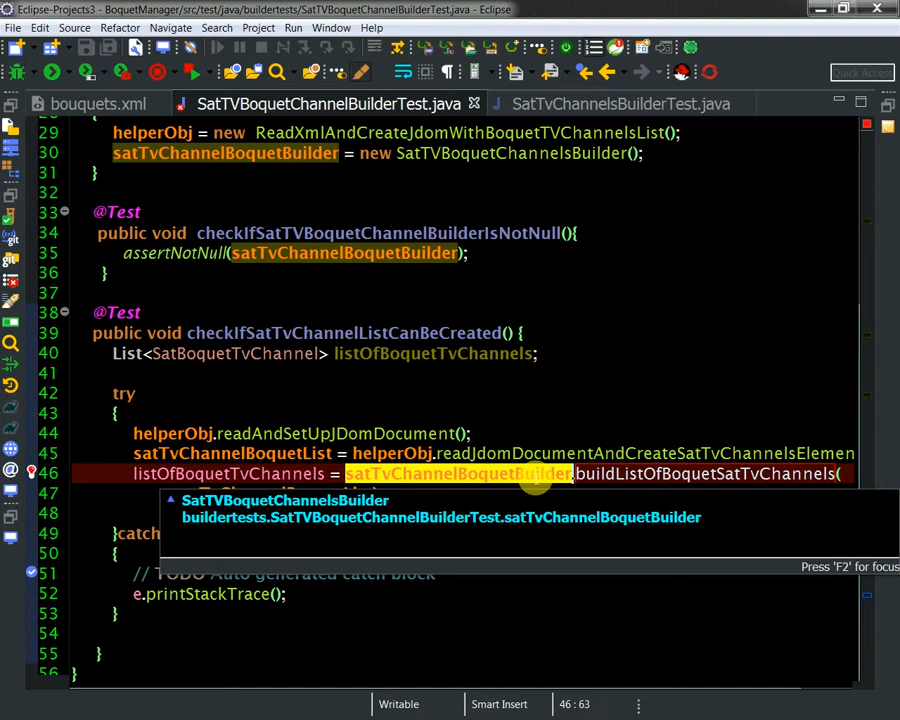 Eclipse-Projects3 - BoquetManager/src/test/java/buildertests/SatTVBoquetChannelBuilderTest.java - Eclipse
File Edit Source Refactor Navigate Search Project Run Window Help
Quick Access
bouquets.xml SatTVBoquetChannelBuilderTest.java SatTvChannelsBuilderTest.java
29 helperObj = new ReadXmlAndCreateJdomWithBoquetTVChannelsList();
30 satTvChannelBoquetBuilder = new SatTVBoquetChannelsBuilder();
31 }
32
33 @Test
34 public void checkIfSatTVBoquetChannelBuilderIsNotNull(){
35 assertNotNull(satTvChannelBoquetBuilder);
36 }
37
38 @Test
39 public void checkIfSatTvChannelListCanBeCreated() {
40 List<SatBoquetTvChannel> listOfBoquetTvChannels;
41
42 try
43 {
44 helperObj.readAndSetUpJDomDocument();
45 satTvChannelBoquetList = helperObj.readJdomDocumentAndCreateSatTvChannelsElemen
46 listOfBoquetTvChannels = satTvChannelBoquetBuilder.buildListOfBoquetSatTvChannels(
SatTVBoquetChannelsBuilder
buildertests.SatTVBoquetChannelBuilderTest.satTvChannelBoquetBuilder
49 }catch
Press 'F2' for focus
50 {
51 // TODO Auto generated catch block
52 e.printStackTrace();
53 }
54
55 }
56 }
Writable Smart Insert 46 : 63